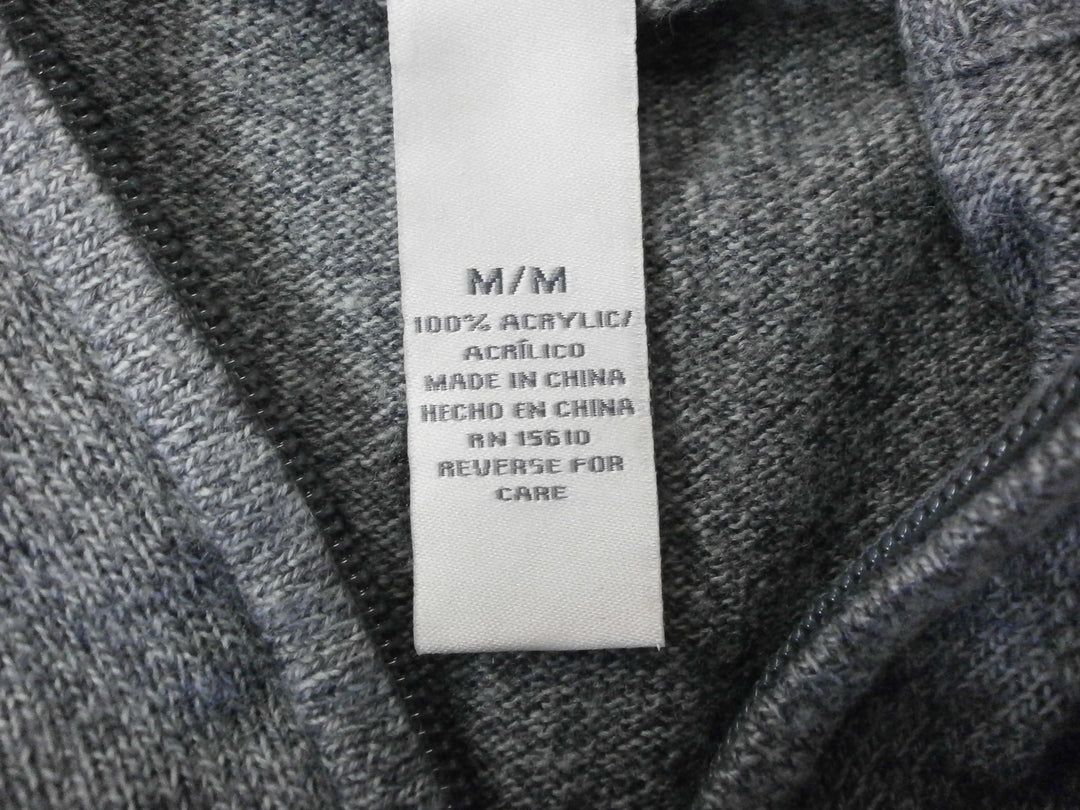 M/M
100% ACRYLIC/
ACRÍLICO
MADE IN CHINA
HECHO EN CHINA
RN 15610
REVERSE FOR
CARE